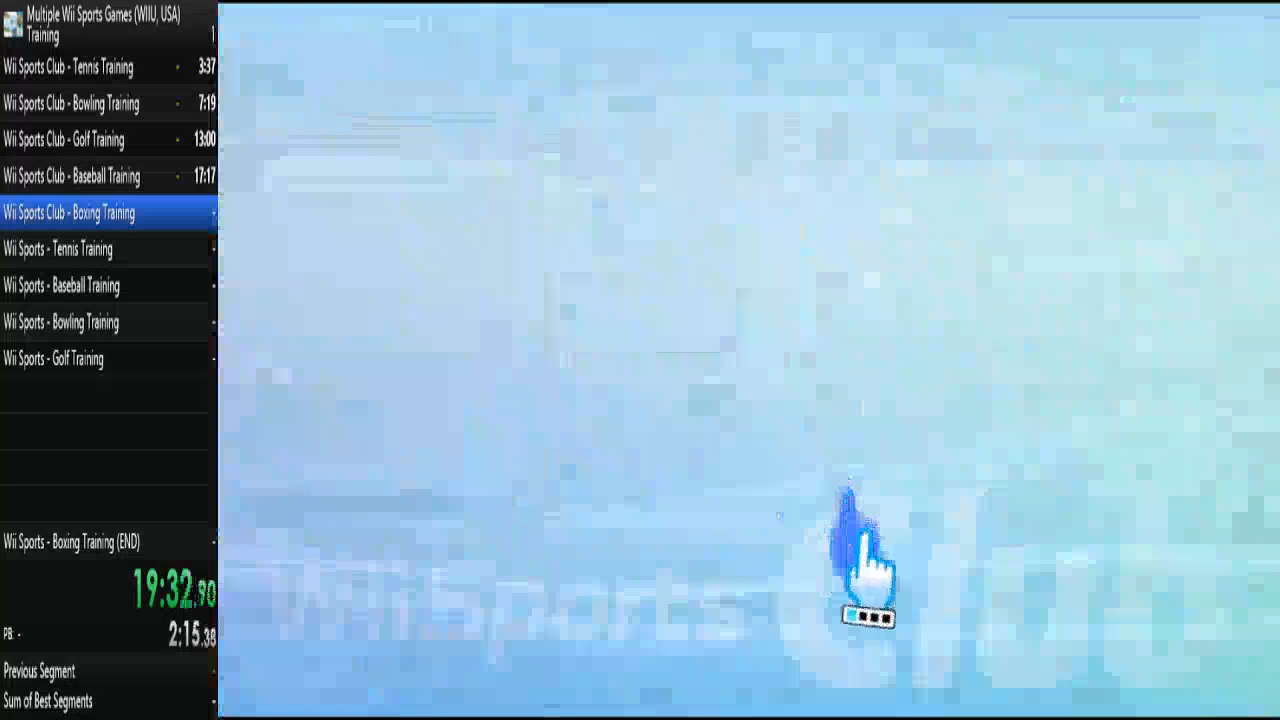 Multiple Wii Sports Games (WIIU, USA)
Training 1
Wii Sports Club - Tennis Training - 3:37
Wii Sports Club - Bowling Training - 7:19
Wii Sports Club - Golf Training - 13:00
Wii Sports Club - Baseball Training - 17:17
Wii Sports Club - Boxing Training -
Wii Sports - Tennis Training -
Wii Sports - Baseball Training -
Wii Sports - Bowling Training -
Wii Sports - Golf Training -
Wii Sports - Boxing Training (END) -
19:32.90
PB: - 2:15.38
Previous Segment -
Sum of Best Segments -
Wii Sports Club